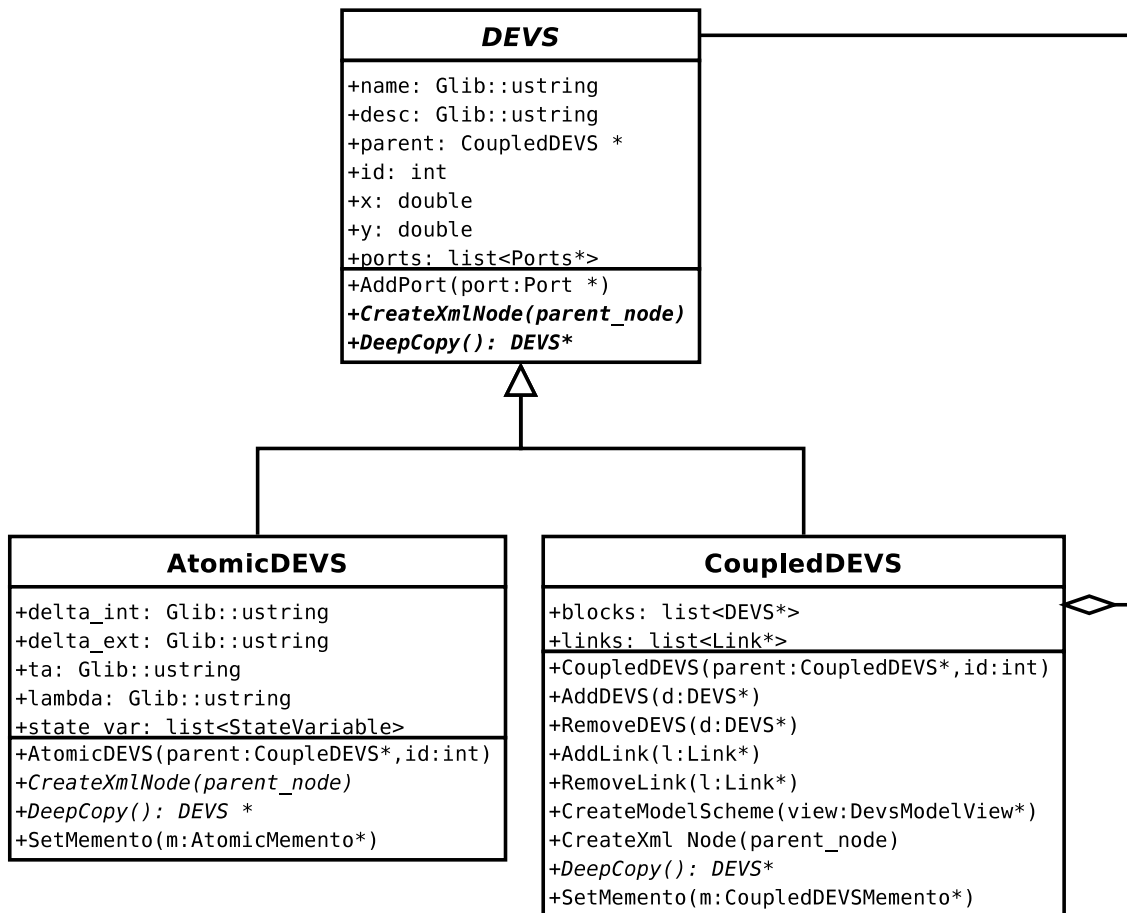 DEVS
+name: Glib::ustring
+desc: Glib::ustring
+parent: CoupledDEVS *
+id: int
+x: double
+y: double
+ports: list<Ports*>
+AddPort(port:Port *)
+CreateXmlNode(parent_node)
+DeepCopy(): DEVS*
AtomicDEVS
+delta_int: Glib::ustring
+delta_ext: Glib::ustring
+ta: Glib::ustring
+lambda: Glib::ustring
+state_var: list<StateVariable>
+AtomicDEVS(parent:CoupleDEVS*,id:int)
+CreateXmlNode(parent_node)
+DeepCopy(): DEVS *
+SetMemento(m:AtomicMemento*)
CoupledDEVS
+blocks: list<DEVS*>
+links: list<Link*>
+CoupledDEVS(parent:CoupledDEVS*,id:int)
+AddDEVS(d:DEVS*)
+RemoveDEVS(d:DEVS*)
+AddLink(l:Link*)
+RemoveLink(l:Link*)
+CreateModelScheme(view:DevsModelView*)
+CreateXml Node(parent_node)
+DeepCopy(): DEVS*
+SetMemento(m:CoupledDEVSMemento*)